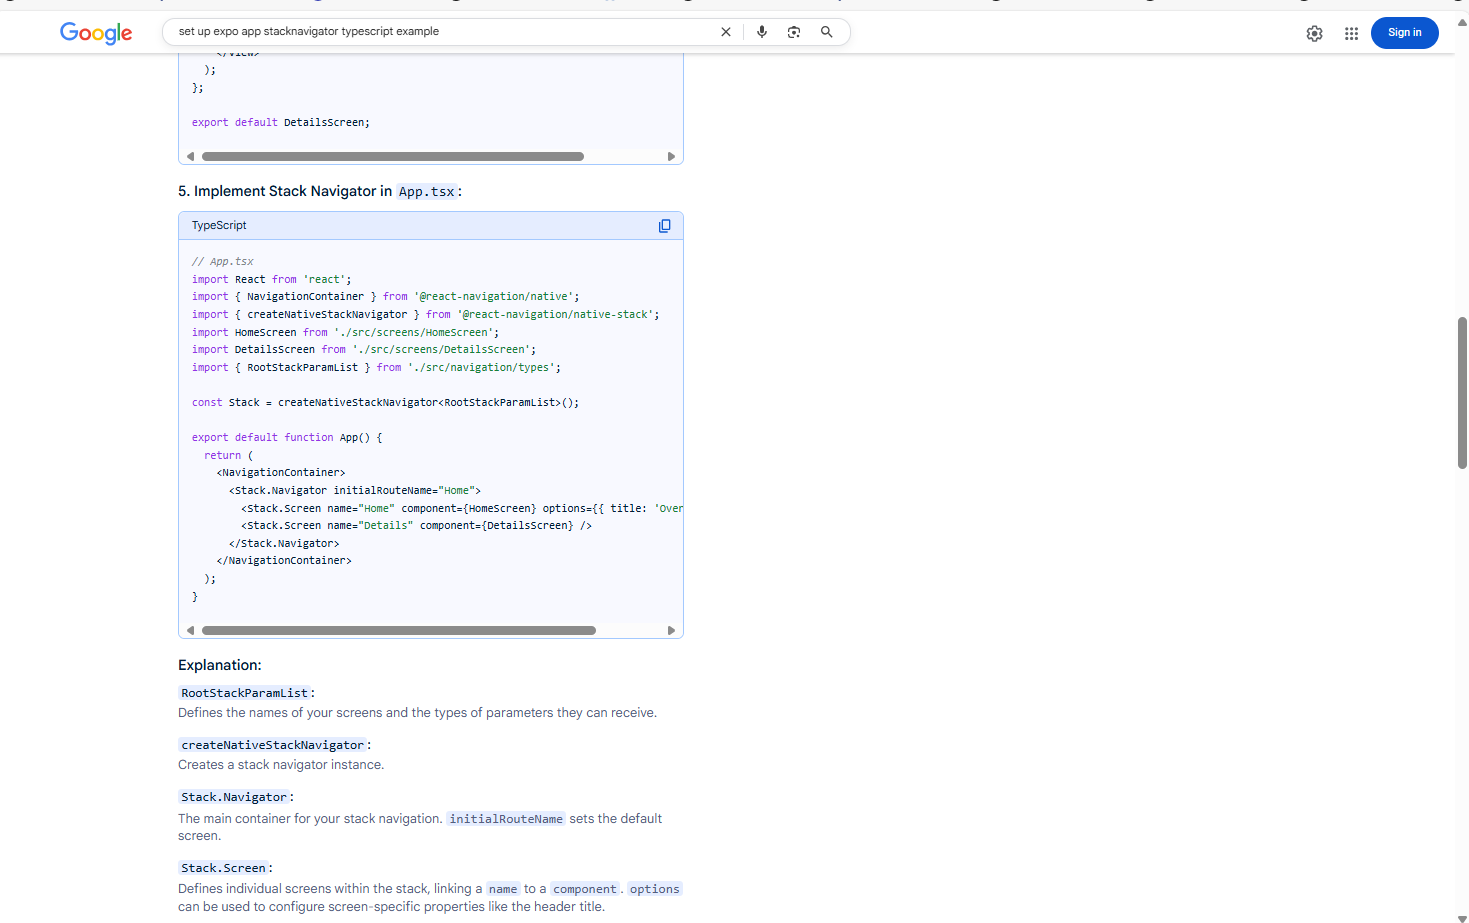 Google
set up expo app stacknavigator typescript example
Sign in
);
};
export default DetailsScreen;
5. Implement Stack Navigator in App.tsx:
TypeScript
// App.tsx
import React from 'react';
import { NavigationContainer } from '@react-navigation/native';
import { createNativeStackNavigator } from '@react-navigation/native-stack';
import HomeScreen from './src/screens/HomeScreen';
import DetailsScreen from './src/screens/DetailsScreen';
import { RootStackParamList } from './src/navigation/types';
const Stack = createNativeStackNavigator<RootStackParamList>();
export default function App() {
return (
<NavigationContainer>
<Stack.Navigator initialRouteName="Home">
<Stack.Screen name="Home" component={HomeScreen} options={{ title: 'Over
<Stack.Screen name="Details" component={DetailsScreen} />
</Stack.Navigator>
</NavigationContainer>
);
}
Explanation:
RootStackParamList:
Defines the names of your screens and the types of parameters they can receive.
createNativeStackNavigator:
Creates a stack navigator instance.
Stack.Navigator:
The main container for your stack navigation. initialRouteName sets the default
screen.
Stack.Screen:
Defines individual screens within the stack, linking a name to a component. options
can be used to configure screen-specific properties like the header title.